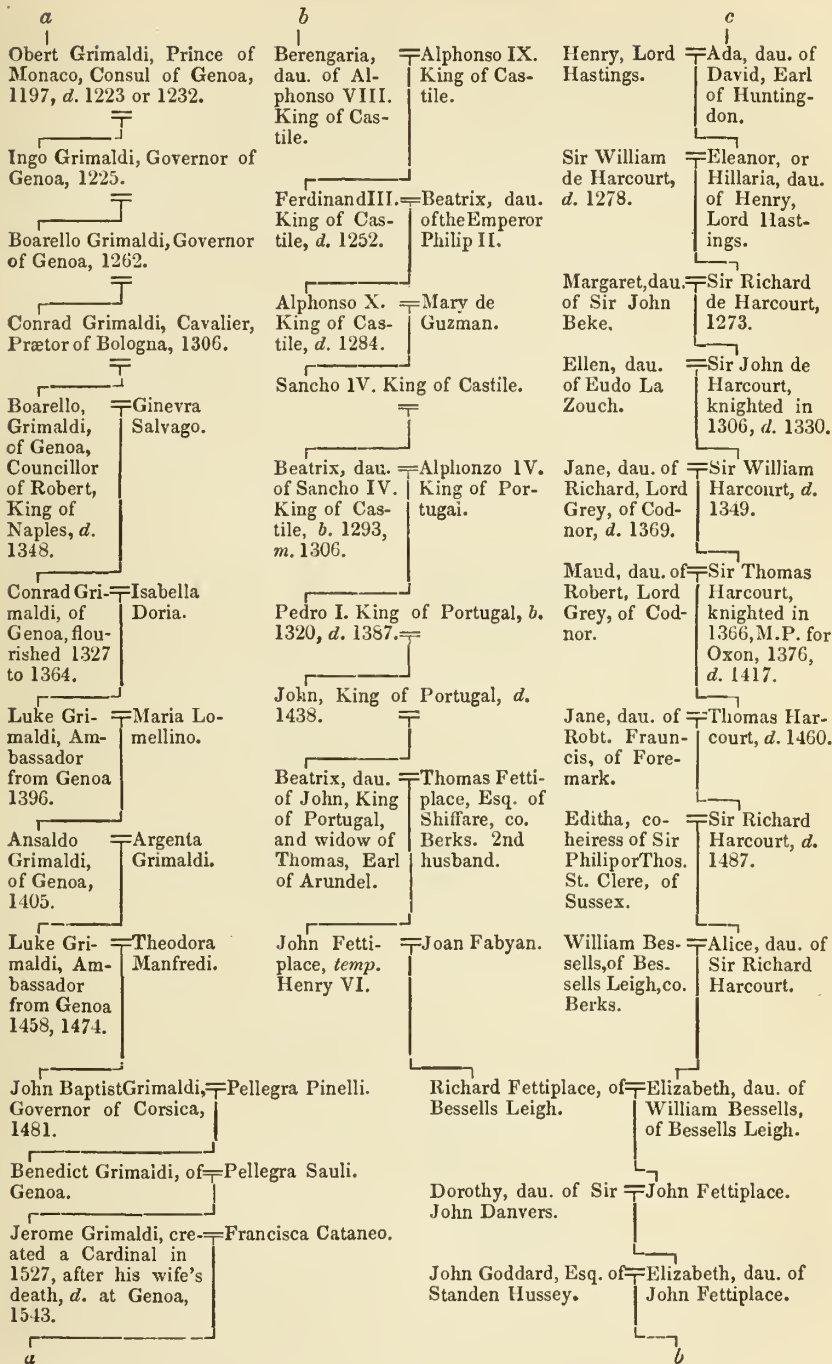 a
Obert Grimaldi, Prince of
Monaco, Consul of Genoa,
1197, d. 1223 or 1232.
Ingo Grimaldi, Governor of
Genoa, 1225.
Boarello Grimaldi, Governor
of Genoa, 1262.
Conrad Grimaldi, Cavalier,
Prætor of Bologna, 1306.
Boarello,
Grimaldi,
of Genoa,
Councillor
of Robert,
King of
Naples, d.
1348.
Ginevra
Salvago.
Conrad Gri-
maldi, of
Genoa, flou-
rished 1327
to 1364.
Isabella
Doria.
Luke Gri-
maldi, Am-
bassador
from Genoa
1396.
Maria Lo-
mellino.
Ansaldo
Grimaldi,
of Genoa,
1405.
Argenta
Grimaldi.
Luke Gri-
maldi, Am-
bassador
from Genoa
1458, 1474.
Theodora
Manfredi.
John Baptist Grimaldi,
Governor of Corsica,
1481.
Pellegra Pinelli.
Benedict Grimaldi, of
Genoa.
Pellegra Sauli.
Jerome Grimaldi, cre-
ated a Cardinal in
1527, after his wife's
death, d. at Genoa,
1543.
Francisca Cataneo.
a
b
Berengaria,
dau. of Al-
phonso VIII.
King of Cas-
tile.
Alphonso IX.
King of Cas-
tile.
Ferdinand III.
King of Cas-
tile, d. 1252.
Beatrix, dau.
of the Emperor
Philip II.
Alphonso X.
King of Cas-
tile, d. 1284.
Mary de
Guzman.
Sancho IV. King of Castile.
Beatrix, dau.
of Sancho IV.
King of Cas-
tile, b. 1293,
m. 1306.
Alphonzo IV.
King of Por-
tugal.
Pedro I. King of Portugal, b.
1320, d. 1387.
John, King of Portugal, d.
1438.
Beatrix, dau.
of John, King
of Portugal,
and widow of
Thomas, Earl
of Arundel.
Thomas Fetti-
place, Esq. of
Shiffare, co.
Berks. 2nd
husband.
John Fetti-
place, temp.
Henry VI.
Joan Fabyan.
c
Henry, Lord
Hastings.
Ada, dau. of
David, Earl
of Hunting-
don.
Sir William
de Harcourt,
d. 1278.
Eleanor, or
Hillaria, dau.
of Henry,
Lord Hast-
ings.
Margaret, dau.
of Sir John
Beke.
Sir Richard
de Harcourt,
1273.
Ellen, dau.
of Eudo La
Zouch.
Sir John de
Harcourt,
knighted in
1306, d. 1330.
Jane, dau. of
Richard, Lord
Grey, of Cod-
nor, d. 1369.
Sir William
Harcourt, d.
1349.
Maud, dau. of
Robert, Lord
Grey, of Cod-
nor.
Sir Thomas
Harcourt,
knighted in
1366, M.P. for
Oxon, 1376,
d. 1417.
Jane, dau. of
Robt. Fraun-
cis, of Fore-
mark.
Thomas Har-
court, d. 1460.
Editha, co-
heiress of Sir
Philip or Thos.
St. Clere, of
Sussex.
Sir Richard
Harcourt, d.
1487.
William Bes-
sells, of Bes-
sells Leigh, co.
Berks.
Alice, dau. of
Sir Richard
Harcourt.
Richard Fettiplace, of
Bessells Leigh.
Elizabeth, dau. of
William Bessells,
of Bessells Leigh.
Dorothy, dau. of Sir
John Danvers.
John Fettiplace.
John Goddard, Esq. of
Standen Hussey.
Elizabeth, dau. of
John Fettiplace.
b